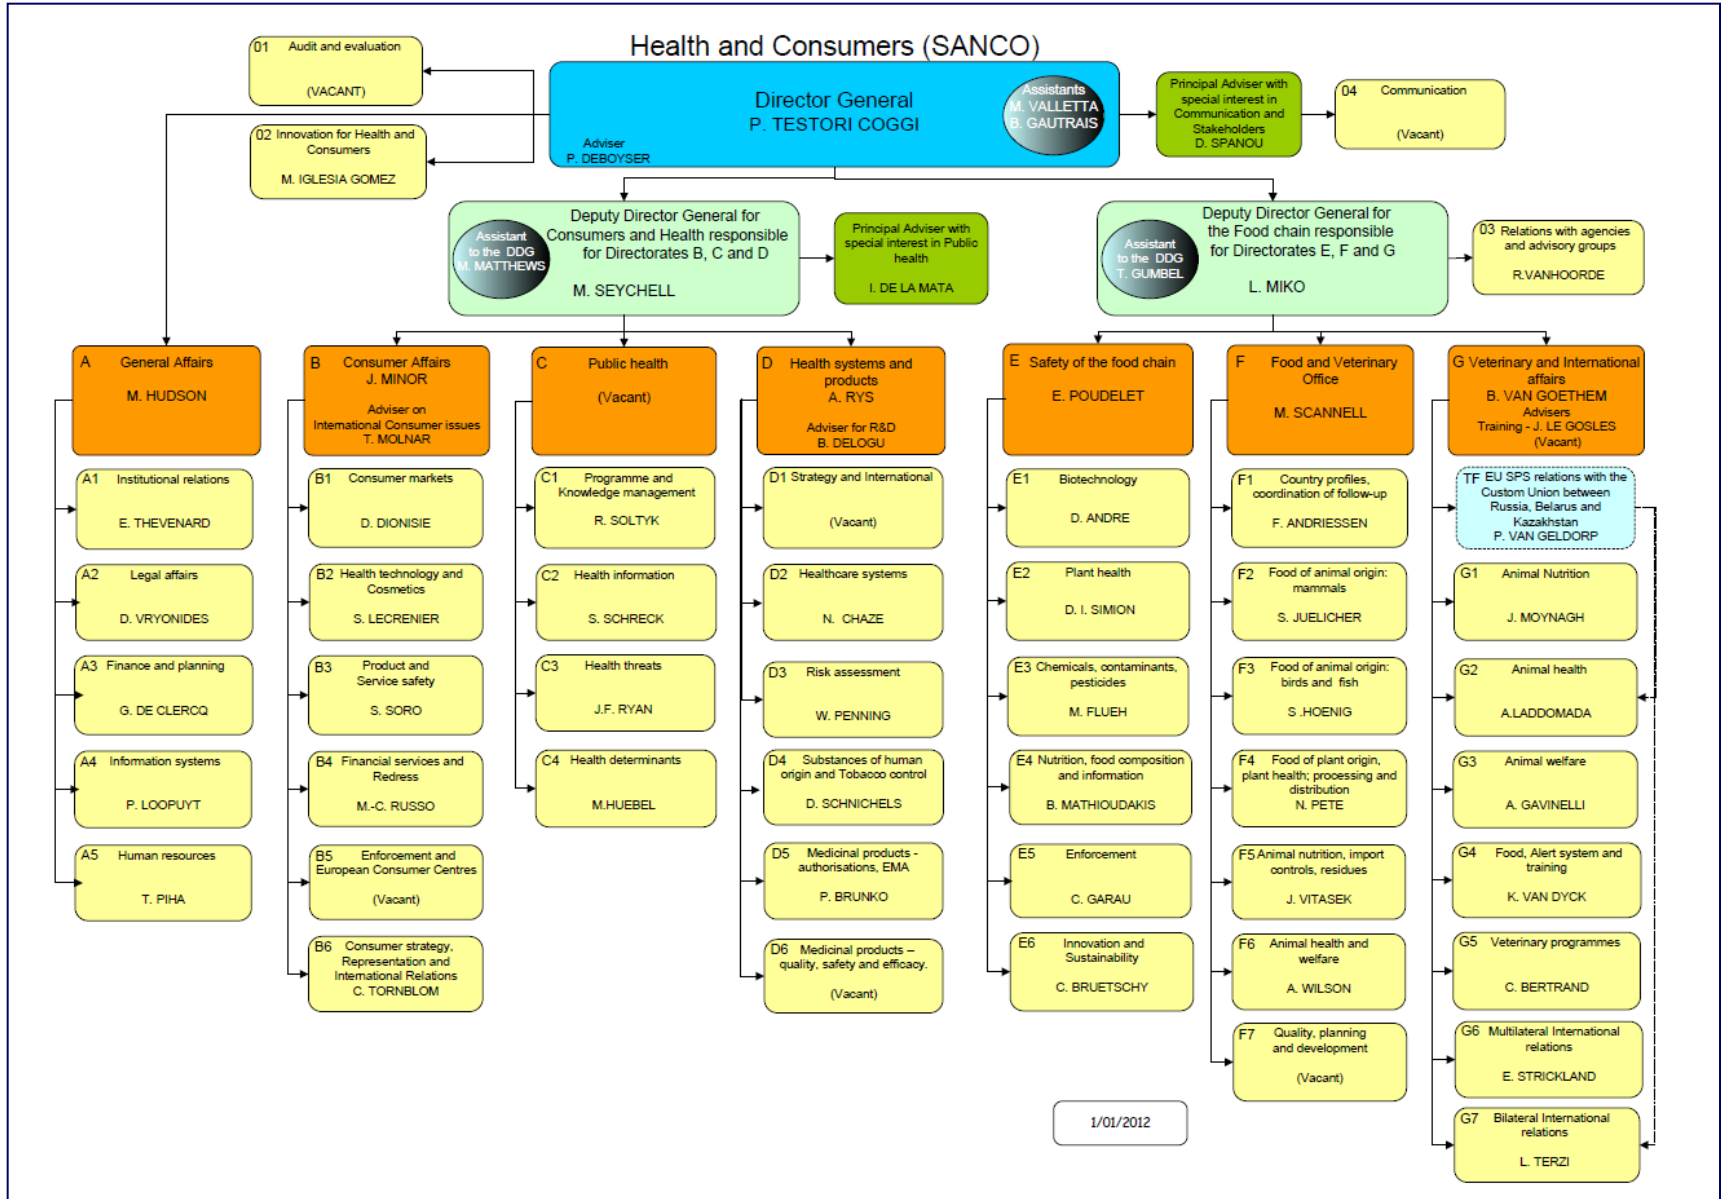 Health and Consumers (SANCO)
01 Audit and evaluation
(VACANT)
02 Innovation for Health and
Consumers
M. IGLESIA GOMEZ
Director General
P. TESTORI COGGI
Adviser
P. DEBOYSER
Assistants
M. VALLETTA
B. GAUTRAIS
Principal Adviser with
special interest in
Communication and
Stakeholders
D. SPANOU
04 Communication
(Vacant)
Assistant
to the DDG
M. MATTHEWS
Deputy Director General for
Consumers and Health responsible
for Directorates B, C and D
M. SEYCHELL
Principal Adviser with
special interest in Public
health
I. DE LA MATA
Assistant
to the DDG
T. GUMBEL
Deputy Director General for
the Food chain responsible
for Directorates E, F and G
L. MIKO
03 Relations with agencies
and advisory groups
R.VANHOORDE
A General Affairs
M. HUDSON
A1 Institutional relations
E. THEVENARD
A2 Legal affairs
D. VRYONIDES
A3 Finance and planning
G. DE CLERCQ
A4 Information systems
P. LOOPUYT
A5 Human resources
T. PIHA
B Consumer Affairs
J. MINOR
Adviser on
International Consumer issues
T. MOLNAR
B1 Consumer markets
D. DIONISIE
B2 Health technology and
Cosmetics
S. LECRENIER
B3 Product and
Service safety
S. SORO
B4 Financial services and
Redress
M.-C. RUSSO
B5 Enforcement and
European Consumer Centres
(Vacant)
B6 Consumer strategy,
Representation and
International Relations
C. TORNBLOM
C Public health
(Vacant)
C1 Programme and
Knowledge management
R. SOLTYK
C2 Health information
S. SCHRECK
C3 Health threats
J.F. RYAN
C4 Health determinants
M.HUEBEL
D Health systems and
products
A. RYS
Adviser for R&D
B. DELOGU
D1 Strategy and International
(Vacant)
D2 Healthcare systems
N. CHAZE
D3 Risk assessment
W. PENNING
D4 Substances of human
origin and Tobacco control
D. SCHNICHELS
D5 Medicinal products -
authorisations, EMA
P. BRUNKO
D6 Medicinal products –
quality, safety and efficacy.
(Vacant)
E Safety of the food chain
E. POUDELET
E1 Biotechnology
D. ANDRE
E2 Plant health
D. I. SIMION
E3 Chemicals, contaminants,
pesticides
M. FLUEH
E4 Nutrition, food composition
and information
B. MATHIOUDAKIS
E5 Enforcement
C. GARAU
E6 Innovation and
Sustainability
C. BRUETSCHY
F Food and Veterinary
Office
M. SCANNELL
F1 Country profiles,
coordination of follow-up
F. ANDRIESSEN
F2 Food of animal origin:
mammals
S. JUELICHER
F3 Food of animal origin:
birds and fish
S .HOENIG
F4 Food of plant origin,
plant health; processing and
distribution
N. PETE
F5 Animal nutrition, import
controls, residues
J. VITASEK
F6 Animal health and
welfare
A. WILSON
F7 Quality, planning
and development
(Vacant)
G Veterinary and International
affairs
B. VAN GOETHEM
Advisers
Training - J. LE GOSLES
(Vacant)
TF EU SPS relations with the
Custom Union between
Russia, Belarus and
Kazakhstan
P. VAN GELDORP
G1 Animal Nutrition
J. MOYNAGH
G2 Animal health
A.LADDOMADA
G3 Animal welfare
A. GAVINELLI
G4 Food, Alert system and
training
K. VAN DYCK
G5 Veterinary programmes
C. BERTRAND
G6 Multilateral International
relations
E. STRICKLAND
G7 Bilateral International
relations
L. TERZI
1/01/2012